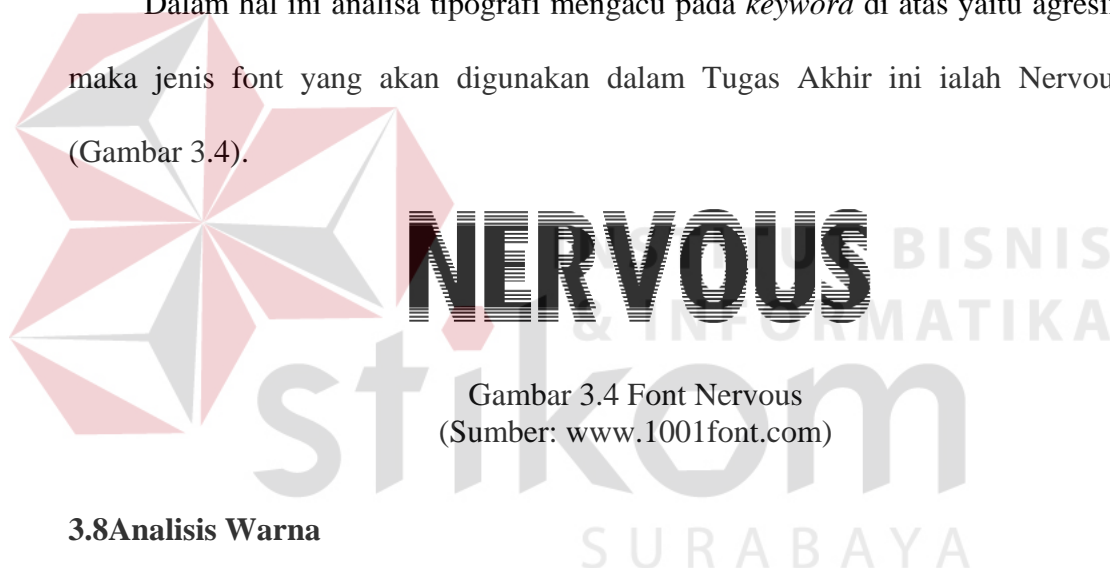 Dalam hal ini analisa tipografi mengacu pada keyword di atas yaitu agresif
maka jenis font yang akan digunakan dalam Tugas Akhir ini ialah Nervou
(Gambar 3.4).
NERVOUS
INSTITUT BISNIS
& INFORMATIKA
stikom
SURABAYA
Gambar 3.4 Font Nervous
(Sumber: www.1001font.com)
3.8Analisis Warna